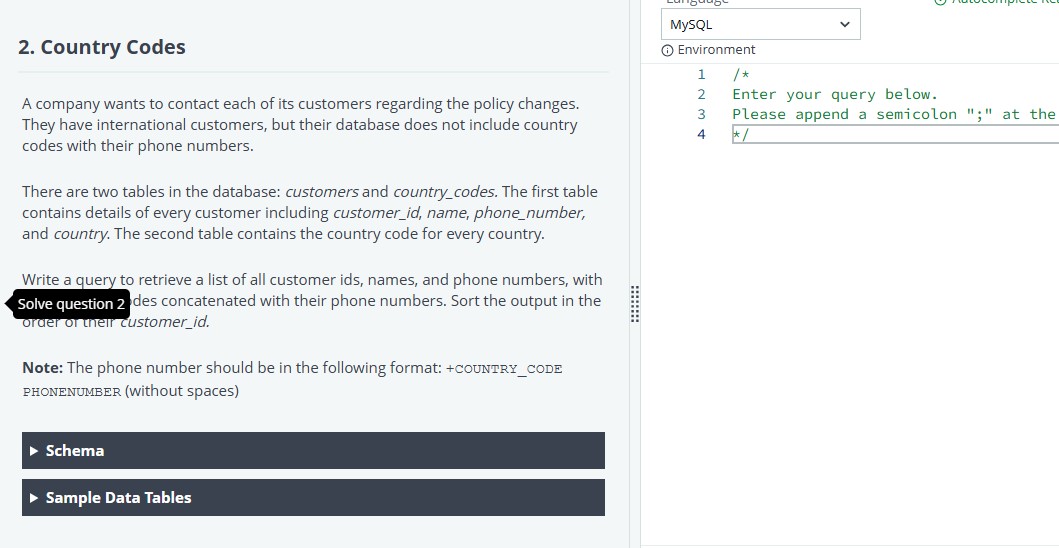 2. Country Codes
A company wants to contact each of its customers regarding the policy changes.
They have international customers, but their database does not include country
codes with their phone numbers.
There are two tables in the database: customers and country_codes. The first table
contains details of every customer including customer_id, name, phone_number,
and country. The second table contains the country code for every country.
Write a query to retrieve a list of all customer ids, names, and phone numbers, with
Solve question 2
des concatenated with their phone numbers. Sort the output in the
order of their customer_id.
Note: The phone number should be in the following format: +COUNTRY_CODE
PHONENUMBER (without spaces)
Schema
Sample Data Tables
Language
Autocomplete
MySQL
Environment
1 /*
2 Enter your query below.
3 Please append a semicolon ";" at the
4 */